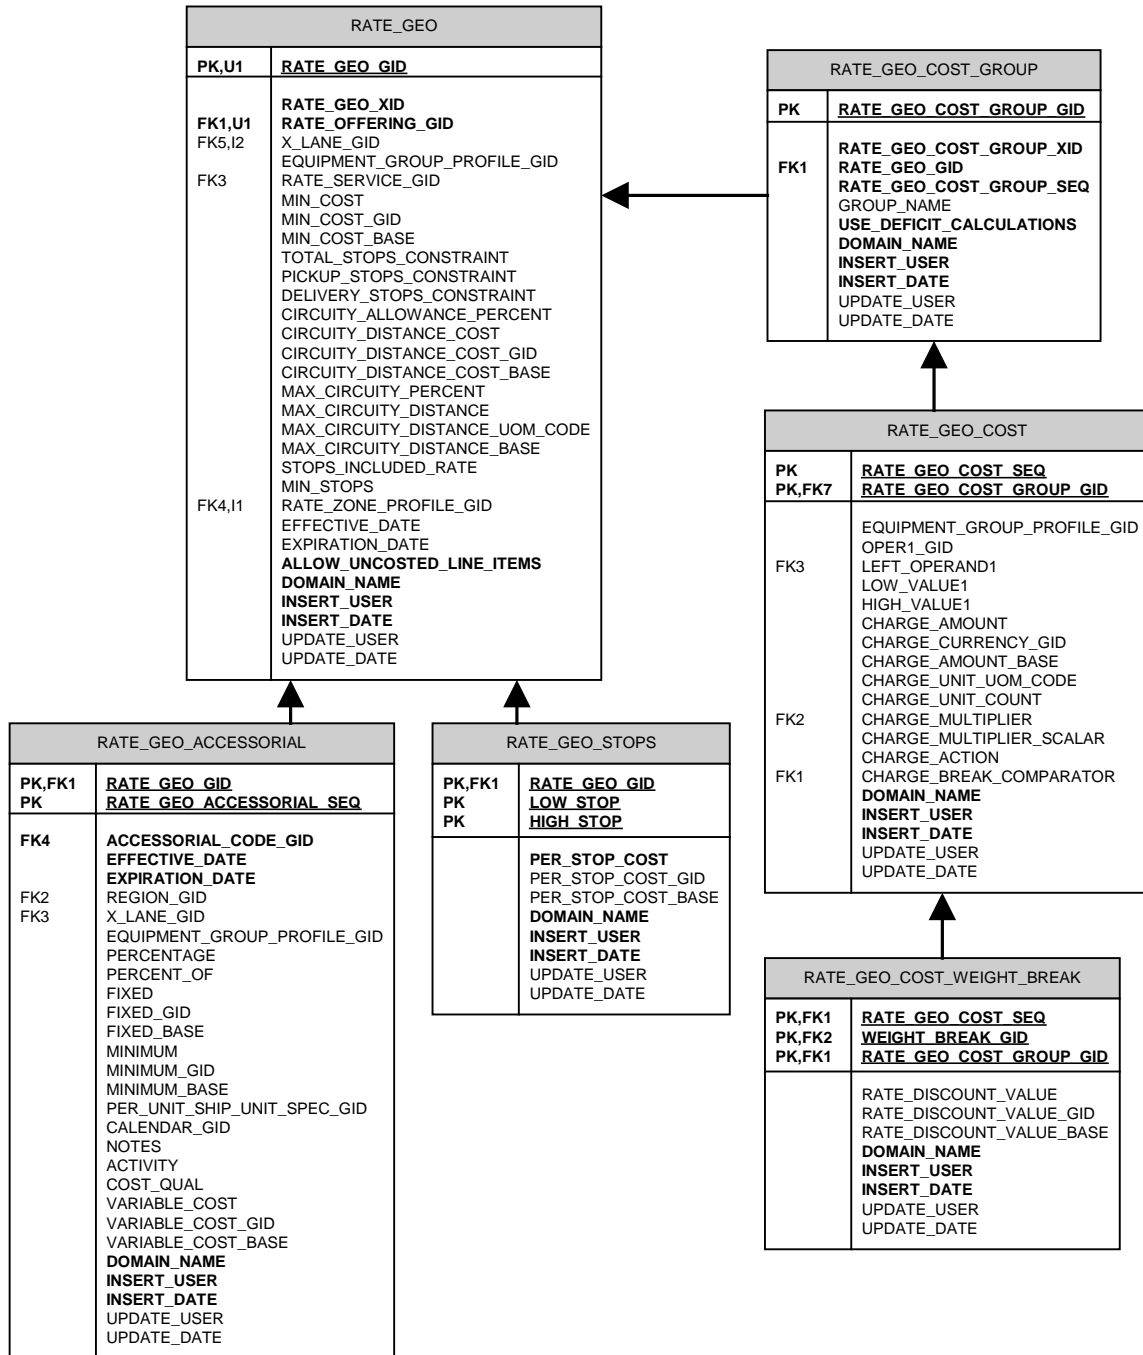 RATE_GEO
PK,U1 RATE_GEO_GID
RATE_GEO_XID
FK1,U1 RATE_OFFERING_GID
FK5,I2 X_LANE_GID
EQUIPMENT_GROUP_PROFILE_GID
FK3 RATE_SERVICE_GID
MIN_COST
MIN_COST_GID
MIN_COST_BASE
TOTAL_STOPS_CONSTRAINT
PICKUP_STOPS_CONSTRAINT
DELIVERY_STOPS_CONSTRAINT
CIRCUITY_ALLOWANCE_PERCENT
CIRCUITY_DISTANCE_COST
CIRCUITY_DISTANCE_COST_GID
CIRCUITY_DISTANCE_COST_BASE
MAX_CIRCUITY_PERCENT
MAX_CIRCUITY_DISTANCE
MAX_CIRCUITY_DISTANCE_UOM_CODE
MAX_CIRCUITY_DISTANCE_BASE
STOPS_INCLUDED_RATE
MIN_STOPS
FK4,I1 RATE_ZONE_PROFILE_GID
EFFECTIVE_DATE
EXPIRATION_DATE
ALLOW_UNCOSTED_LINE_ITEMS
DOMAIN_NAME
INSERT_USER
INSERT_DATE
UPDATE_USER
UPDATE_DATE
RATE_GEO_COST_GROUP
PK RATE_GEO_COST_GROUP_GID
RATE_GEO_COST_GROUP_XID
FK1 RATE_GEO_GID
RATE_GEO_COST_GROUP_SEQ
GROUP_NAME
USE_DEFICIT_CALCULATIONS
DOMAIN_NAME
INSERT_USER
INSERT_DATE
UPDATE_USER
UPDATE_DATE
RATE_GEO_COST
PK RATE_GEO_COST_SEQ
PK,FK7 RATE_GEO_COST_GROUP_GID
EQUIPMENT_GROUP_PROFILE_GID
OPER1_GID
FK3 LEFT_OPERAND1
LOW_VALUE1
HIGH_VALUE1
CHARGE_AMOUNT
CHARGE_CURRENCY_GID
CHARGE_AMOUNT_BASE
CHARGE_UNIT_UOM_CODE
CHARGE_UNIT_COUNT
FK2 CHARGE_MULTIPLIER
CHARGE_MULTIPLIER_SCALAR
CHARGE_ACTION
FK1 CHARGE_BREAK_COMPARATOR
DOMAIN_NAME
INSERT_USER
INSERT_DATE
UPDATE_USER
UPDATE_DATE
RATE_GEO_ACCESSORIAL
PK,FK1 RATE_GEO_GID
PK RATE_GEO_ACCESSORIAL_SEQ
FK4 ACCESSORIAL_CODE_GID
EFFECTIVE_DATE
EXPIRATION_DATE
FK2 REGION_GID
FK3 X_LANE_GID
EQUIPMENT_GROUP_PROFILE_GID
PERCENTAGE
PERCENT_OF
FIXED
FIXED_GID
FIXED_BASE
MINIMUM
MINIMUM_GID
MINIMUM_BASE
PER_UNIT_SHIP_UNIT_SPEC_GID
CALENDAR_GID
NOTES
ACTIVITY
COST_QUAL
VARIABLE_COST
VARIABLE_COST_GID
VARIABLE_COST_BASE
DOMAIN_NAME
INSERT_USER
INSERT_DATE
UPDATE_USER
UPDATE_DATE
RATE_GEO_STOPS
PK,FK1 RATE_GEO_GID
PK LOW_STOP
PK HIGH_STOP
PER_STOP_COST
PER_STOP_COST_GID
PER_STOP_COST_BASE
DOMAIN_NAME
INSERT_USER
INSERT_DATE
UPDATE_USER
UPDATE_DATE
RATE_GEO_COST_WEIGHT_BREAK
PK,FK1 RATE_GEO_COST_SEQ
PK,FK2 WEIGHT_BREAK_GID
PK,FK1 RATE_GEO_COST_GROUP_GID
RATE_DISCOUNT_VALUE
RATE_DISCOUNT_VALUE_GID
RATE_DISCOUNT_VALUE_BASE
DOMAIN_NAME
INSERT_USER
INSERT_DATE
UPDATE_USER
UPDATE_DATE